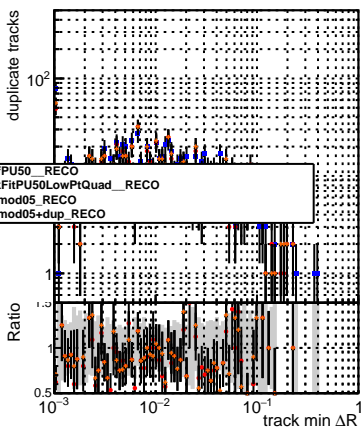 duplicate tracks
10²
PU50__RECO
FitPU50LowPtQuad__RECO
mod05_RECO
mod05+dup_RECO
1
1.5
Ratio
1
0.5
10⁻³
10⁻²
10⁻¹
1
track min ΔR